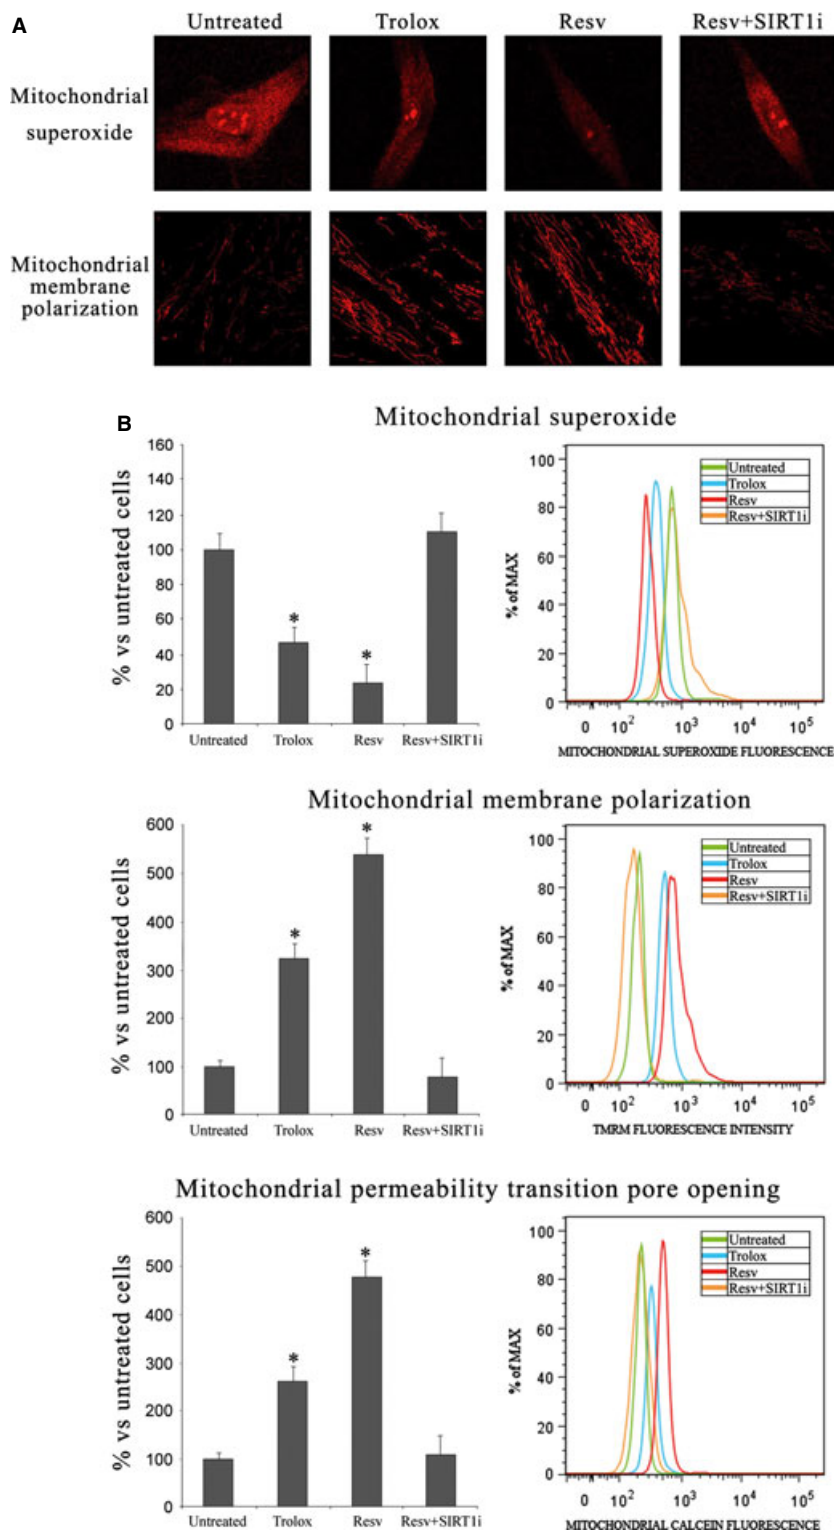 A
Untreated
Trolox
Resv
Resv+SIRT1i
Mitochondrial
superoxide
Mitochondrial
membrane
polarization
B
Mitochondrial superoxide
% vs untreated cells
160
140
120
100
80
60
40
20
0
*
*
Untreated
Trolox
Resv
Resv+SIRT1i
% of MAX
100
80
60
40
20
0
Untreated
Trolox
Resv
Resv+SIRT1i
0 10² 10³ 10⁴ 10⁵
MITOCHONDRIAL SUPEROXIDE FLUORESCENCE
Mitochondrial membrane polarization
% vs untreated cells
600
500
400
300
200
100
0
*
*
Untreated
Trolox
Resv
Resv+SIRT1i
% of MAX
100
80
60
40
20
0
Untreated
Trolox
Resv
Resv+SIRT1i
0 10² 10³ 10⁴ 10⁵
TMRM FLUORESCENCE INTENSITY
Mitochondrial permeability transition pore opening
% vs untreated cells
600
500
400
300
200
100
0
*
*
Untreated
Trolox
Resv
Resv+SIRT1i
% of MAX
100
80
60
40
20
0
Untreated
Trolox
Resv
Resv+SIRT1i
0 10² 10³ 10⁴ 10⁵
MITOCHONDRIAL CALCEIN FLUORESCENCE